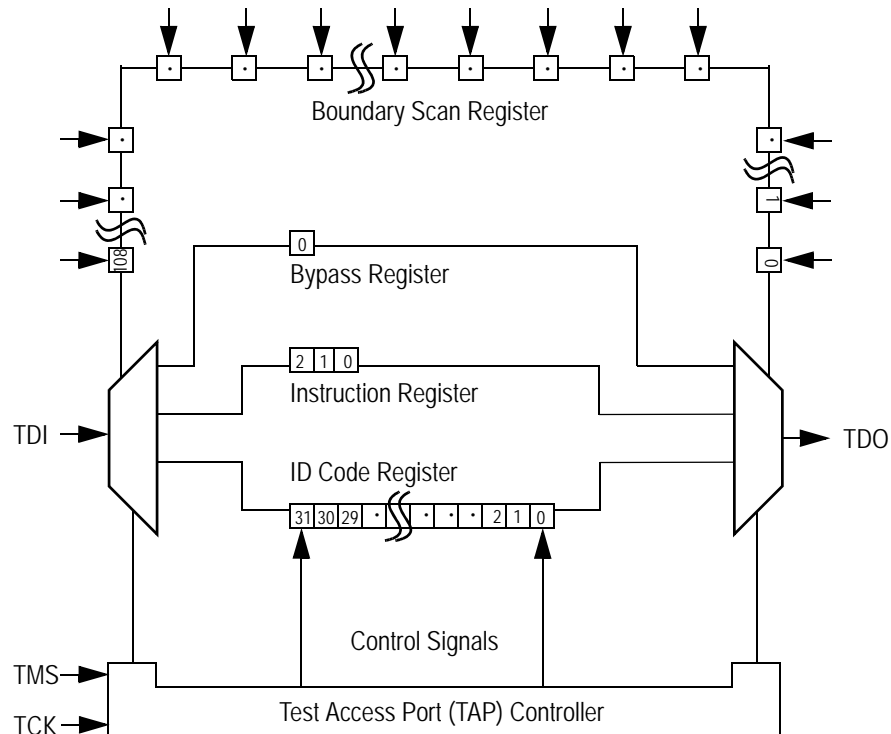 Boundary Scan Register
1
108
0
0
Bypass Register
2 1 0
Instruction Register
TDI
TDO
ID Code Register
31 30 29 · · · · 2 1 0
Control Signals
TMS
Test Access Port (TAP) Controller
TCK